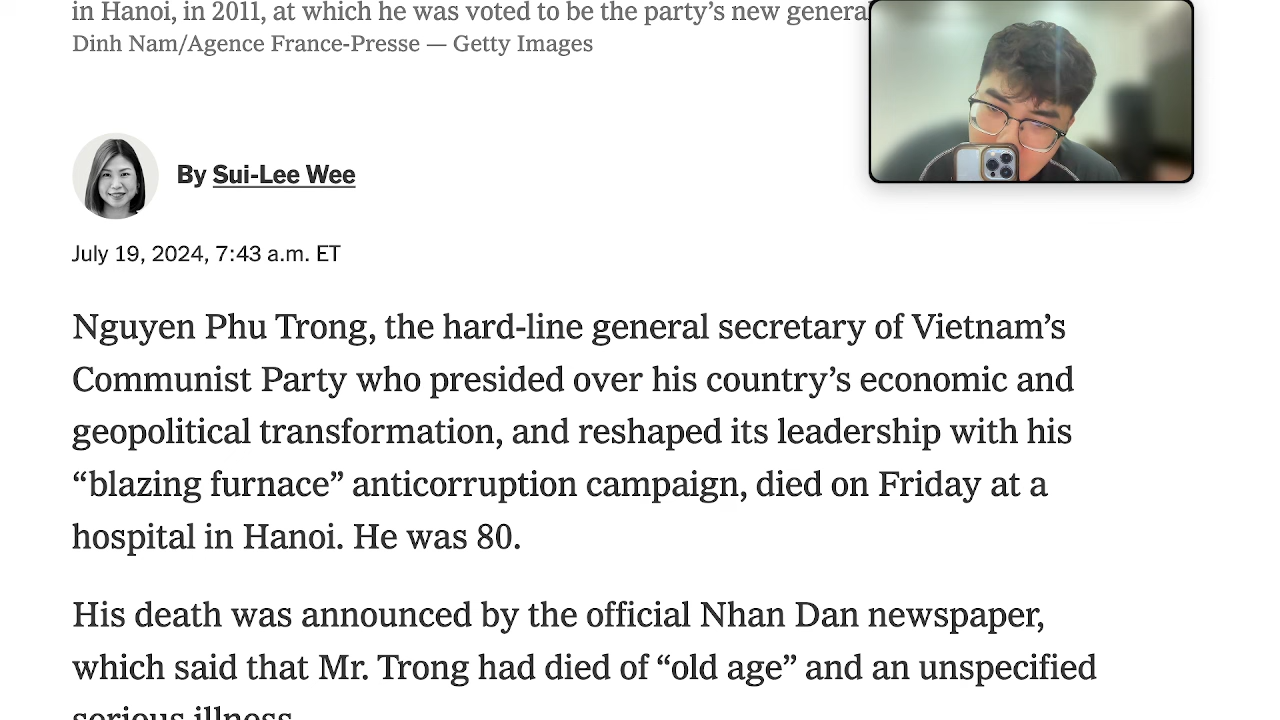 in Hanoi, in 2011, at which he was voted to be the party’s new general
Dinh Nam/Agence France-Presse — Getty Images
By Sui-Lee Wee
July 19, 2024, 7:43 a.m. ET
Nguyen Phu Trong, the hard-line general secretary of Vietnam’s
Communist Party who presided over his country’s economic and
geopolitical transformation, and reshaped its leadership with his
“blazing furnace” anticorruption campaign, died on Friday at a
hospital in Hanoi. He was 80.
His death was announced by the official Nhan Dan newspaper,
which said that Mr. Trong had died of “old age” and an unspecified
serious illness.